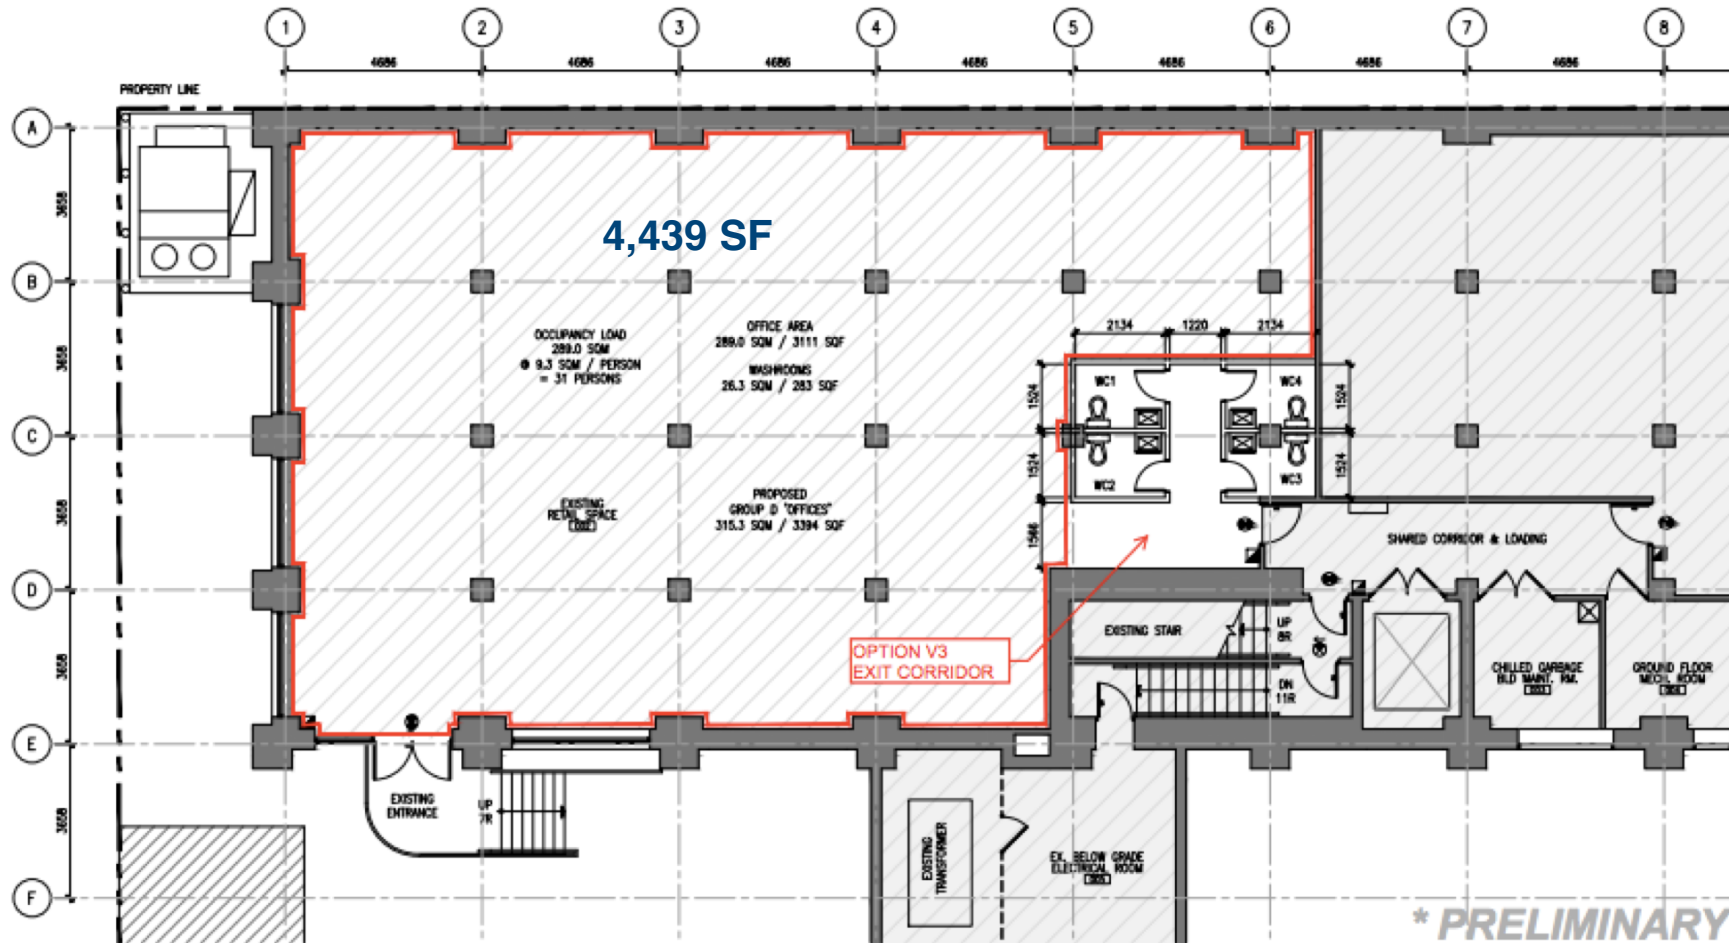 1 2 3 4 5 6 7 8
4686 4686 4686 4686 4686 4686 4686
PROPERTY LINE
A
3658
4,439 SF
B
2134 1220 2134
OCCUPANCY LOAD
289.0 SQM
@ 9.3 SQM / PERSON
= 31 PERSONS
OFFICE AREA
289.0 SQM / 3111 SQF
WASHROOMS
26.3 SQM / 283 SQF
3658
WC1 WC4
1524 1524
C
1524 1524
WC2 WC3
EXISTING
RETAIL SPACE
002
PROPOSED
GROUP D "OFFICES"
315.3 SQM / 3394 SQF
3658
1566
SHARED CORRIDOR & LOADING
D
EXISTING STAIR
UP
8R
OPTION V3
EXIT CORRIDOR
3658
DN
11R
CHILLED GARBAGE
BLD MAINT. RM.
003
GROUND FLOOR
MECH. ROOM
E
EXISTING
ENTRANCE
UP
7R
3658
EXISTING
TRANSFORMER
EX. BELOW GRADE
ELECTRICAL ROOM
F
* PRELIMINARY